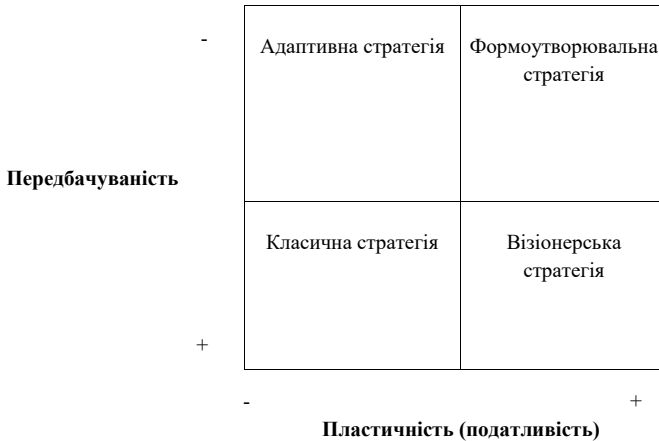 -
Адаптивна стратегія
Формоутворювальна
стратегія
Передбачуваність
Класична стратегія
Візіонерська
стратегія
+
-
+
Пластичність (податливість)